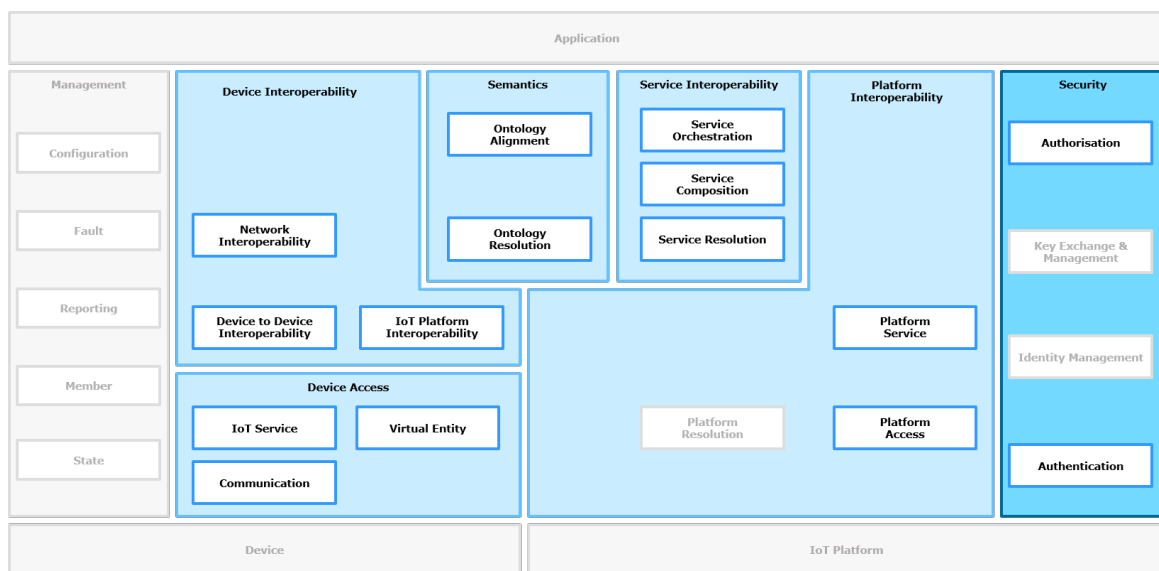 Application
Management
Configuration
Fault
Reporting
Member
State
Device Interoperability
Network
Interoperability
Device to Device
Interoperability
IoT Platform
Interoperability
Device Access
IoT Service
Virtual Entity
Communication
Semantics
Ontology
Alignment
Ontology
Resolution
Service Interoperability
Service
Orchestration
Service
Composition
Service Resolution
Platform
Interoperability
Platform
Service
Platform
Resolution
Platform
Access
Security
Authorisation
Key Exchange &
Management
Identity Management
Authentication
Device
IoT Platform